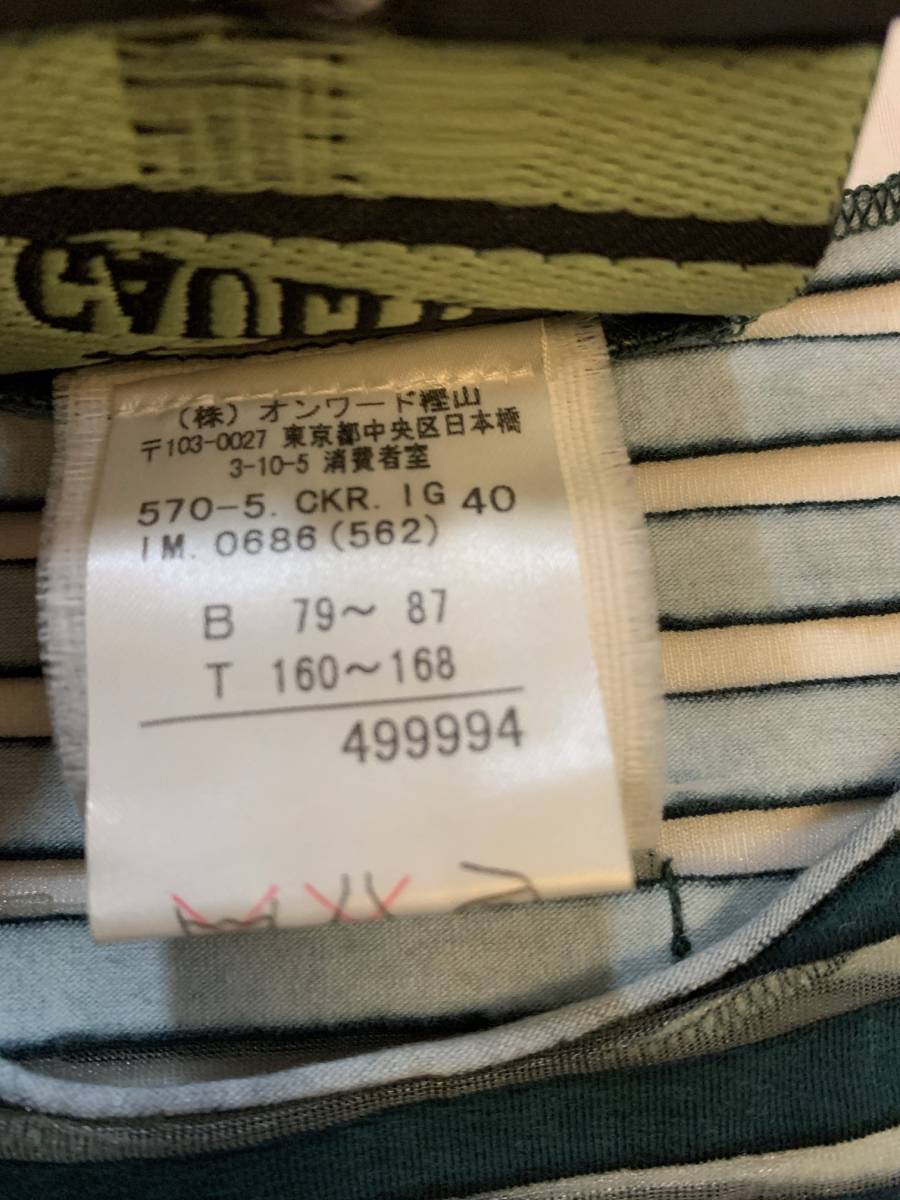 (株) オンワード樫山
〒103-0027 東京都中央区日本橋
3-10-5 消費者室
570-5. CKR. IG 40
IM. 0686(562)
B 79～ 87
T 160～168
499994